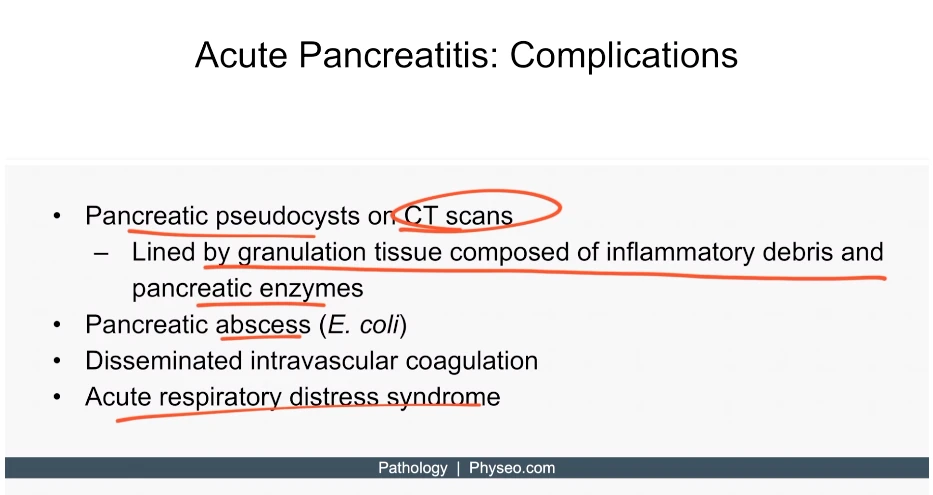 Acute Pancreatitis: Complications
• Pancreatic pseudocysts on CT scans
– Lined by granulation tissue composed of inflammatory debris and
pancreatic enzymes
• Pancreatic abscess (E. coli)
• Disseminated intravascular coagulation
• Acute respiratory distress syndrome
Pathology | Physeo.com